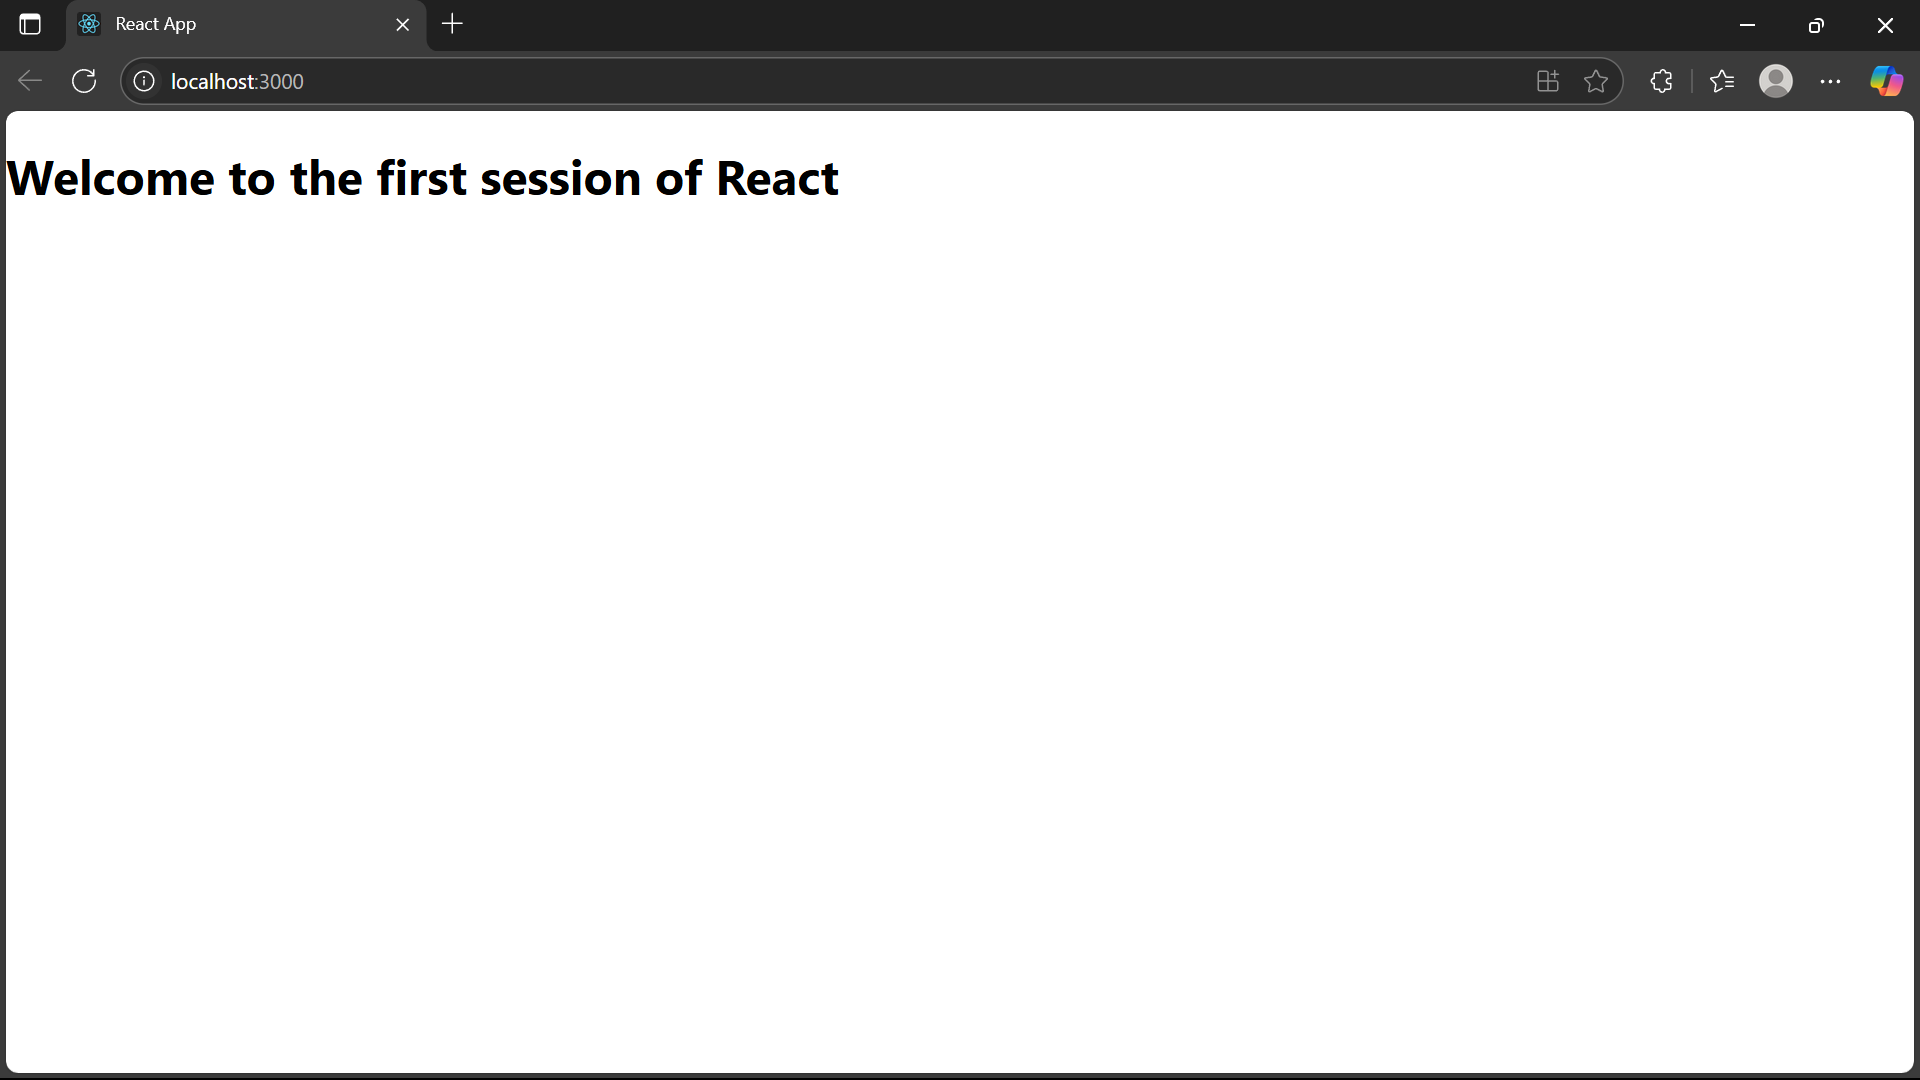 React App
localhost:3000
Welcome to the first session of React